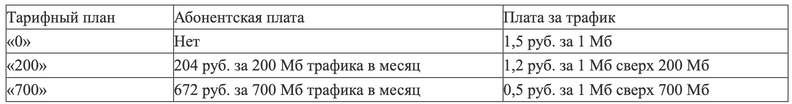 Тарифный план Абонентская плата Плата за трафик
«0» Нет 1,5 руб. за 1 Мб
«200» 204 руб. за 200 Мб трафика в месяц 1,2 руб. за 1 Мб сверх 200 Мб
«700» 672 руб. за 700 Мб трафика в месяц 0,5 руб. за 1 Мб сверх 700 Мб